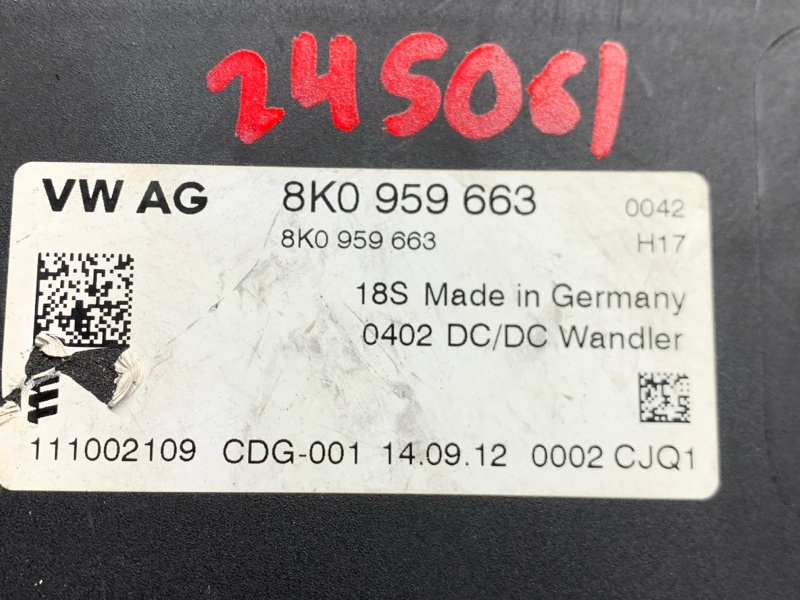 245061
VW AG 8K0 959 663 0042
8K0 959 663 H17
18S Made in Germany
0402 DC/DC Wandler
111002109 CDG-001 14.09.12 0002 CJQ1